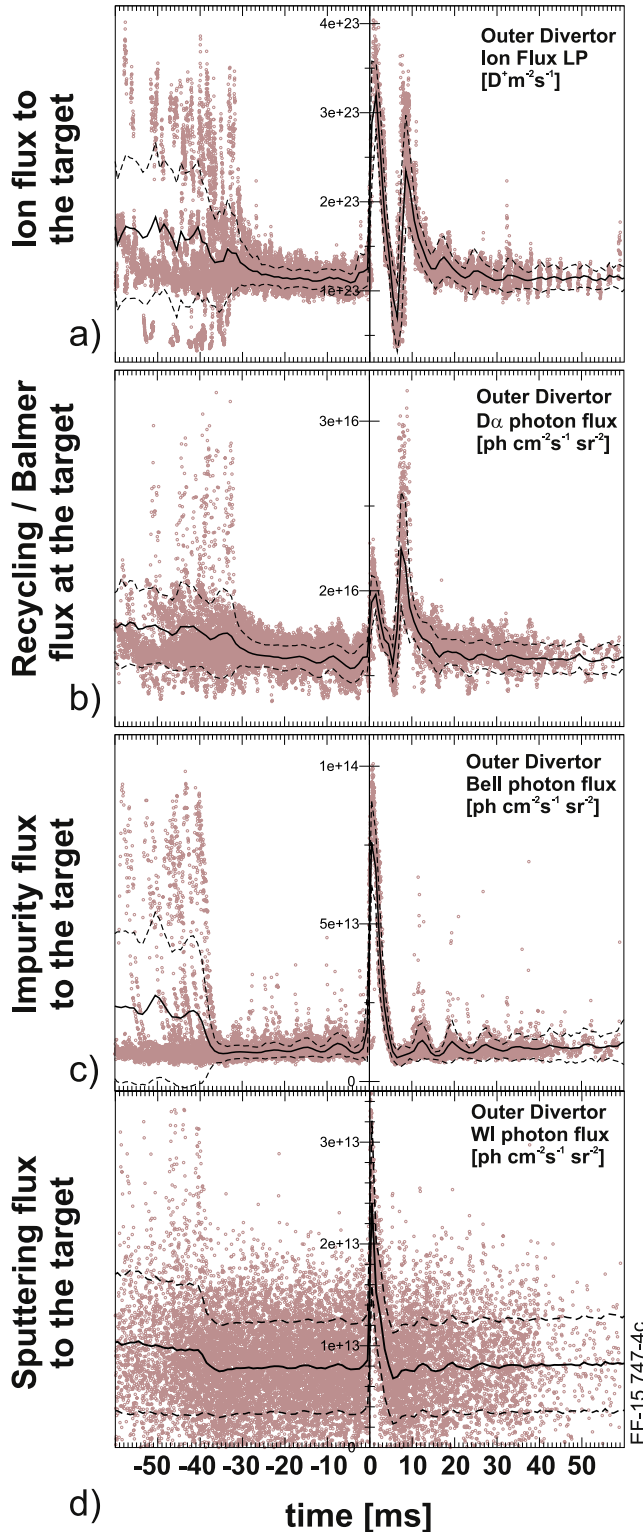 Ion flux to
the target
4e+23
3e+23
2e+23
1e+23
Outer Divertor
Ion Flux LP
[D⁺m⁻²s⁻¹]
a)
Recycling / Balmer
flux at the target
3e+16
2e+16
Outer Divertor
Dα photon flux
[ph cm⁻²s⁻¹ sr⁻²]
b)
Impurity flux
to the target
1e+14
5e+13
0
Outer Divertor
BeII photon flux
[ph cm⁻²s⁻¹ sr⁻²]
c)
Sputtering flux
to the target
3e+13
2e+13
1e+13
0
Outer Divertor
WI photon flux
[ph cm⁻²s⁻¹ sr⁻²]
EF-15 747-4c
-50 -40 -30 -20 -10 0 10 20 30 40 50
d)
time [ms]